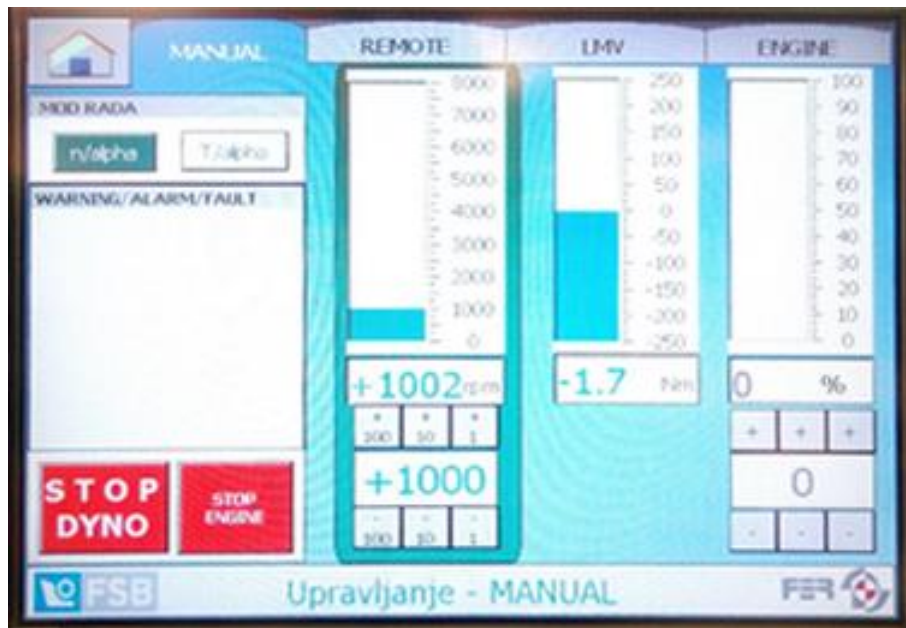 MANUAL
REMOTE
LMV
ENGINE
MOD RADA
n/alpha
T/alpha
WARNING/ALARM/FAULT
8000
7000
6000
5000
4000
3000
2000
1000
0
250
200
150
100
50
0
-50
-100
-150
-200
-250
100
90
80
70
60
50
40
30
20
10
0
+1002 rpm
-1.7 Nm
0 %
+ 100
+ 10
+ 1
+ + +
+1000
0
- 100
- 10
- 1
- - -
STOP
DYNO
STOP
ENGINE
FSB
Upravljanje - MANUAL
FER